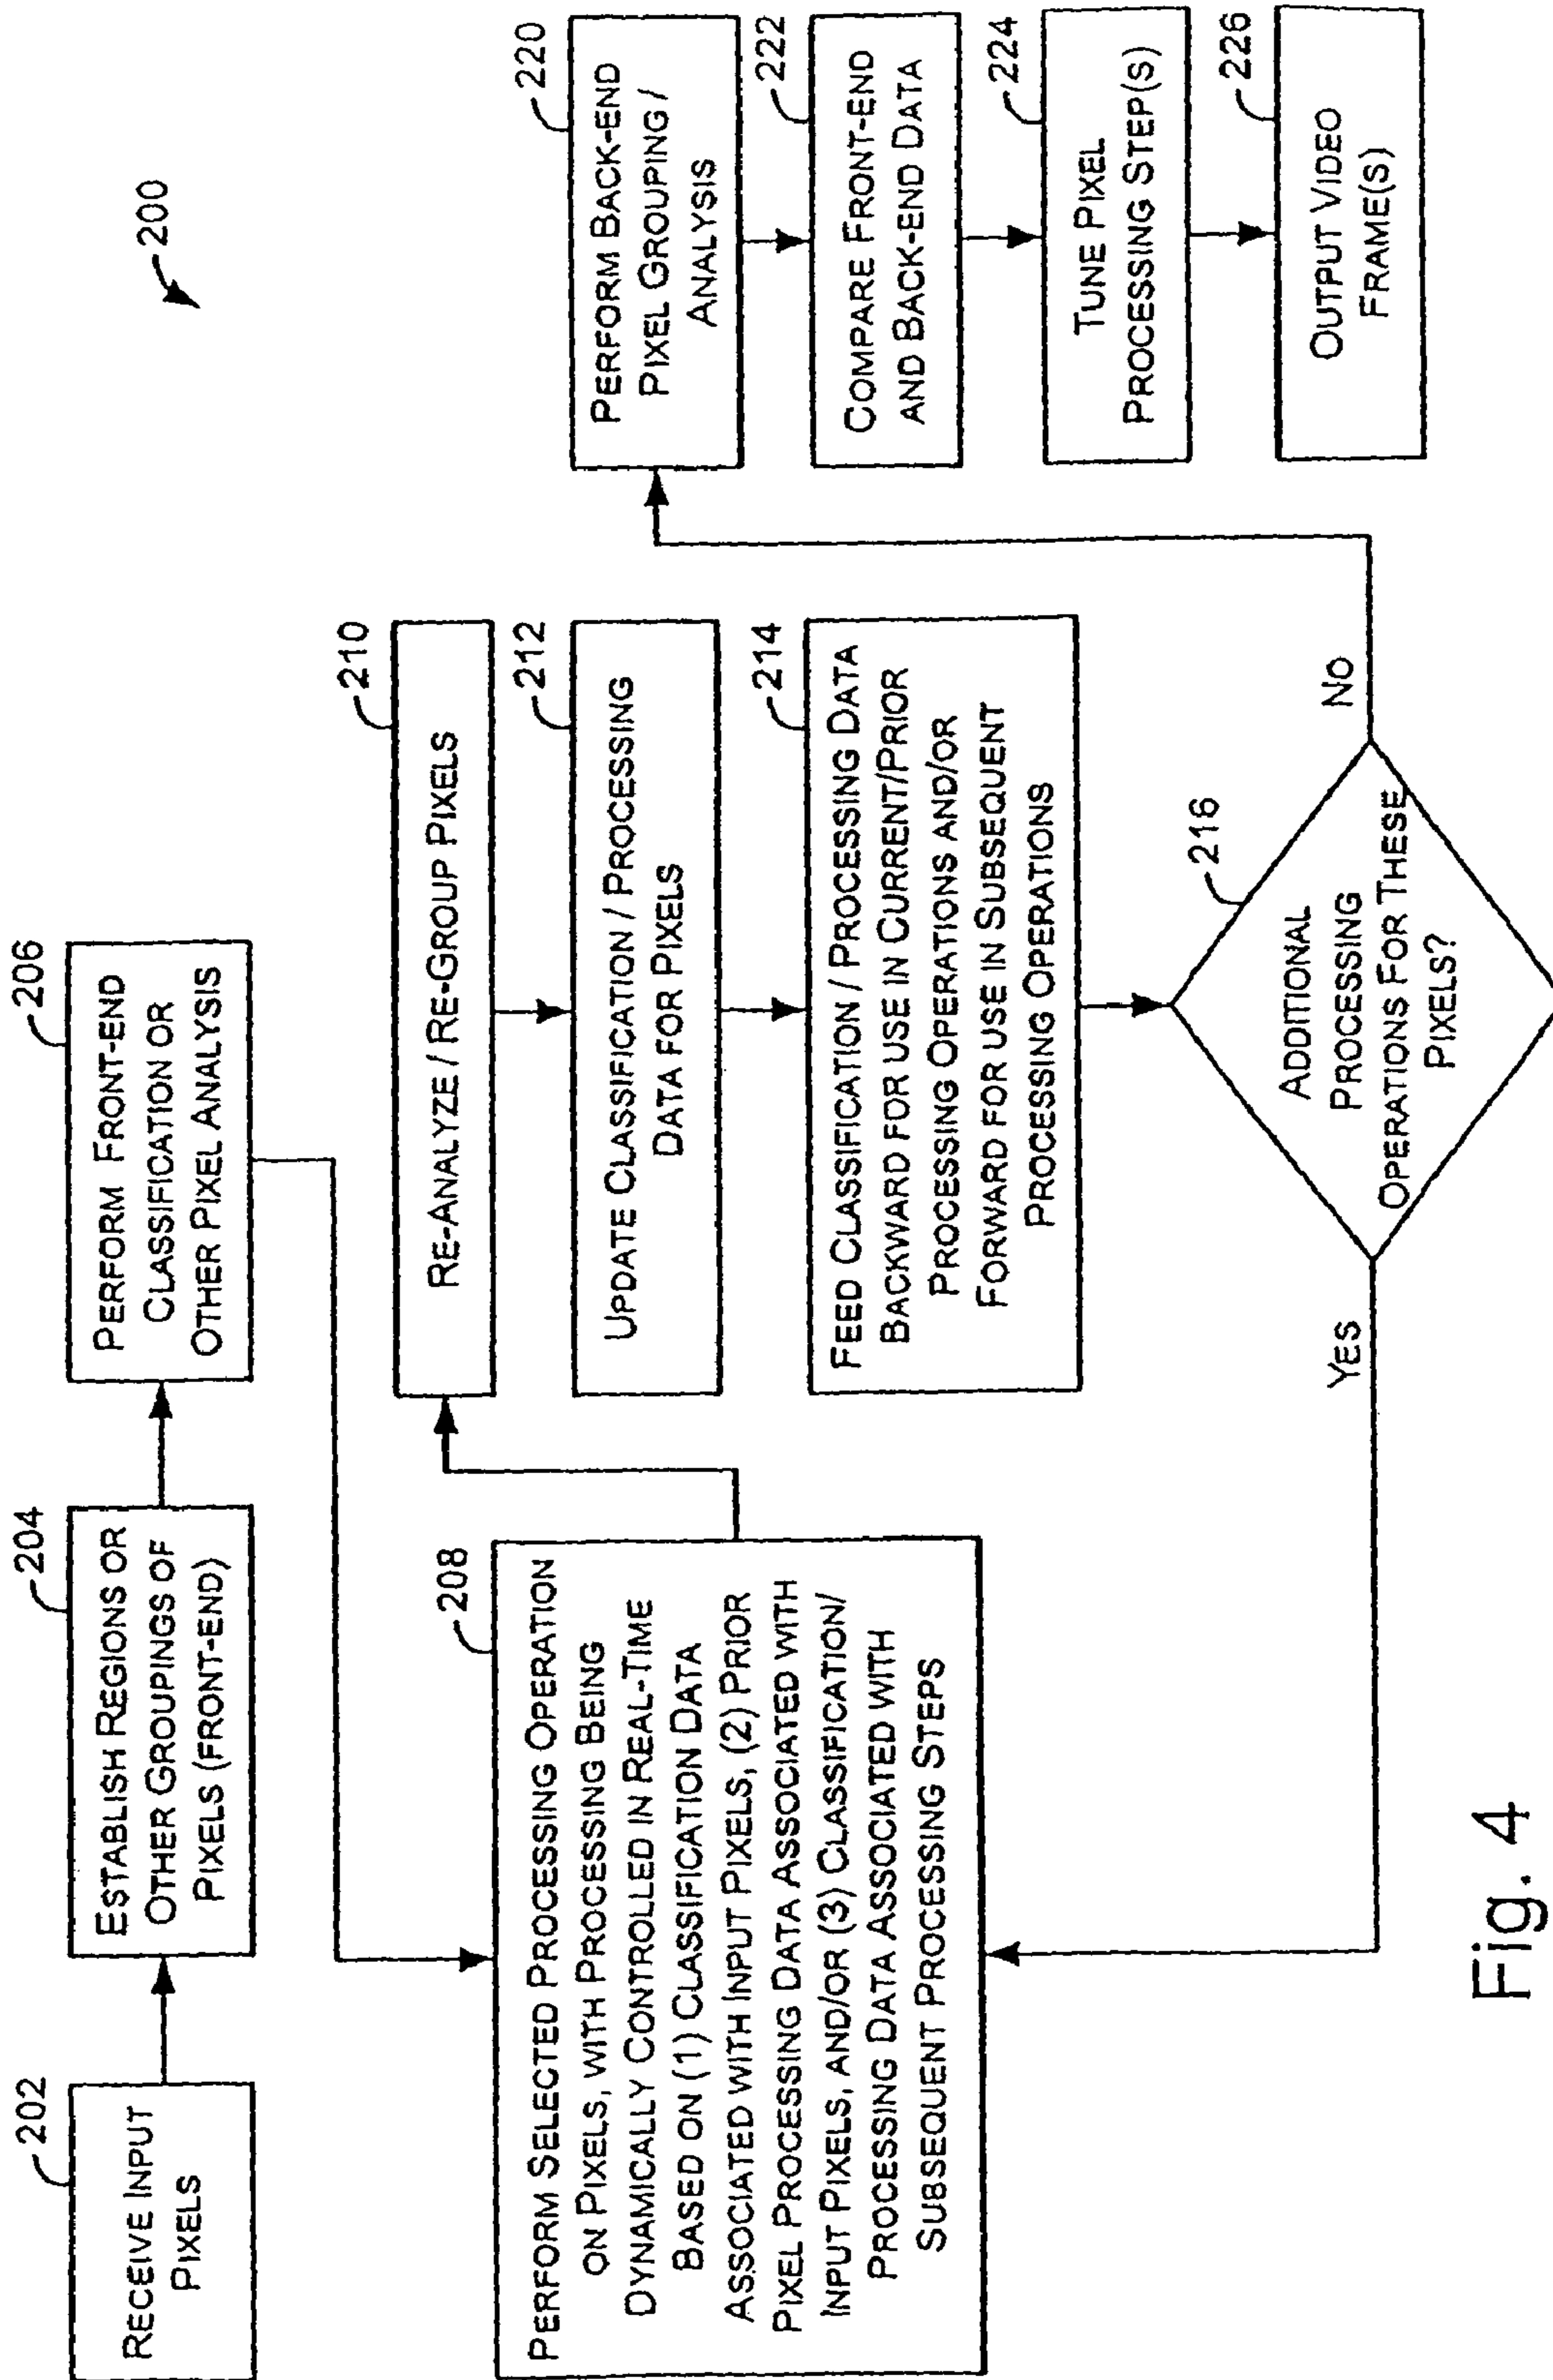 200
202
RECEIVE INPUT
PIXELS
204
ESTABLISH REGIONS OR
OTHER GROUPINGS OF
PIXELS (FRONT-END)
206
PERFORM FRONT-END
CLASSIFICATION OR
OTHER PIXEL ANALYSIS
208
PERFORM SELECTED PROCESSING OPERATION
ON PIXELS, WITH PROCESSING BEING
DYNAMICALLY CONTROLLED IN REAL-TIME
BASED ON (1) CLASSIFICATION DATA
ASSOCIATED WITH INPUT PIXELS, (2) PRIOR
PIXEL PROCESSING DATA ASSOCIATED WITH
INPUT PIXELS, AND/OR (3) CLASSIFICATION/
PROCESSING DATA ASSOCIATED WITH
SUBSEQUENT PROCESSING STEPS
210
RE-ANALYZE / RE-GROUP PIXELS
212
UPDATE CLASSIFICATION / PROCESSING
DATA FOR PIXELS
214
FEED CLASSIFICATION / PROCESSING DATA
BACKWARD FOR USE IN CURRENT/PRIOR
PROCESSING OPERATIONS AND/OR
FORWARD FOR USE IN SUBSEQUENT
PROCESSING OPERATIONS
216
ADDITIONAL
PROCESSING
OPERATIONS FOR THESE
PIXELS?
YES
NO
220
PERFORM BACK-END
PIXEL GROUPING /
ANALYSIS
222
COMPARE FRONT-END
AND BACK-END DATA
224
TUNE PIXEL
PROCESSING STEP(S)
226
OUTPUT VIDEO
FRAME(S)
Fig. 4